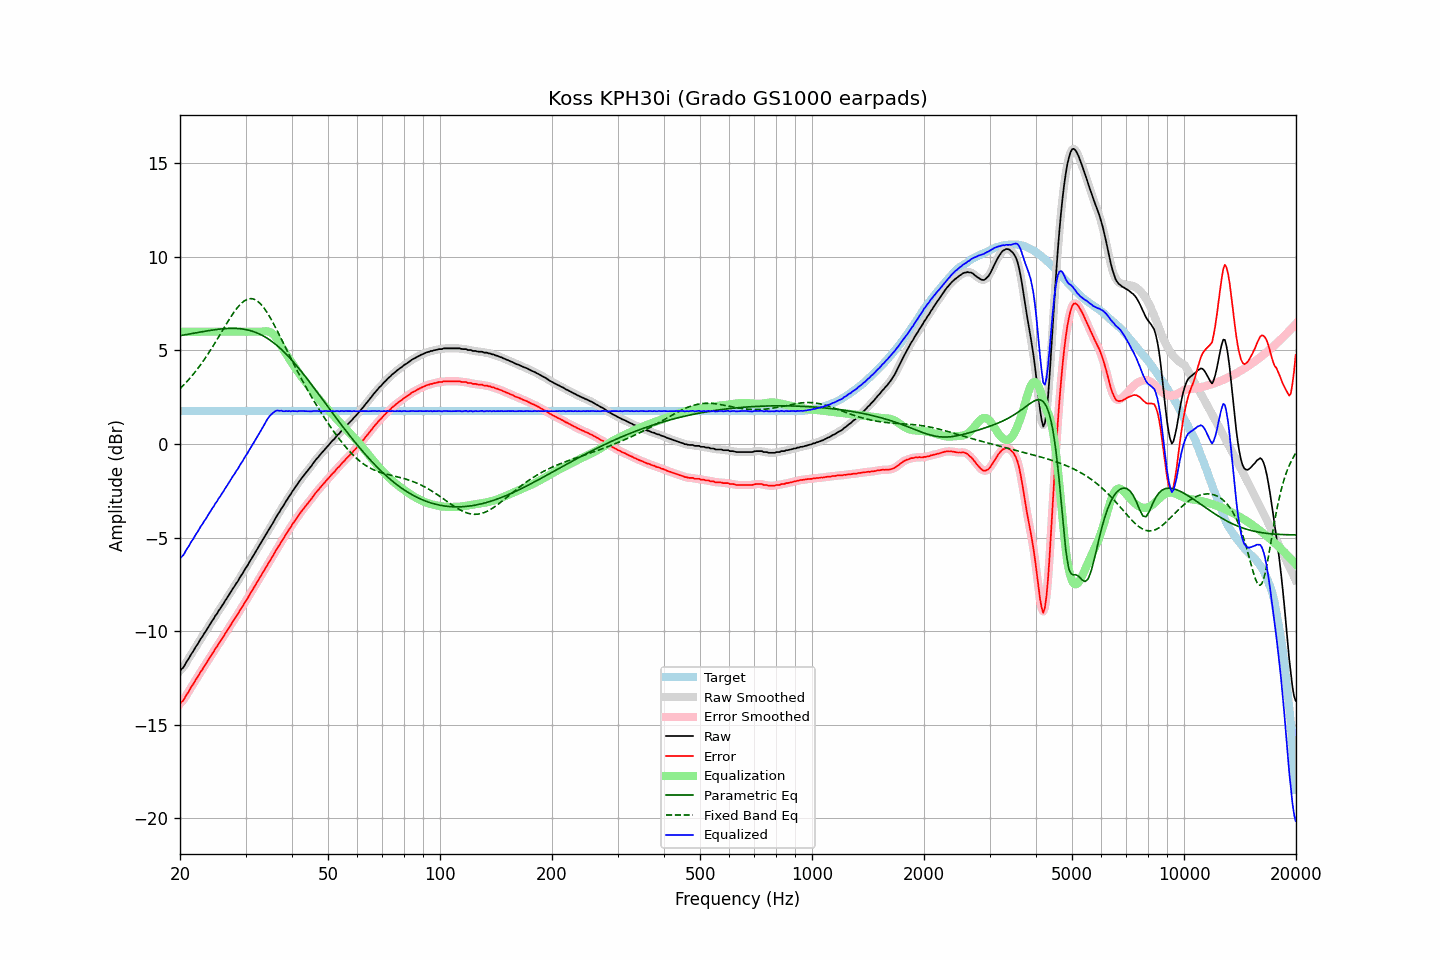 Koss KPH30i (Grado GS1000 earpads)
Amplitude (dBr)
15
10
5
0
−5
−10
−15
−20
Target
Raw Smoothed
Error Smoothed
Raw
Error
Equalization
Parametric Eq
Fixed Band Eq
Equalized
20 50 100 200 500 1000 2000 5000 10000 20000
Frequency (Hz)